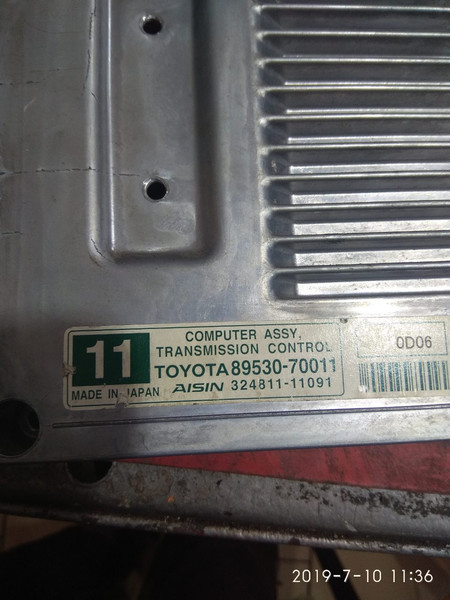 11
COMPUTER ASSY,
TRANSMISSION CONTROL
TOYOTA 89530-70011
MADE IN JAPAN AISIN 324811-11091
0D06
2019-7-10 11:36